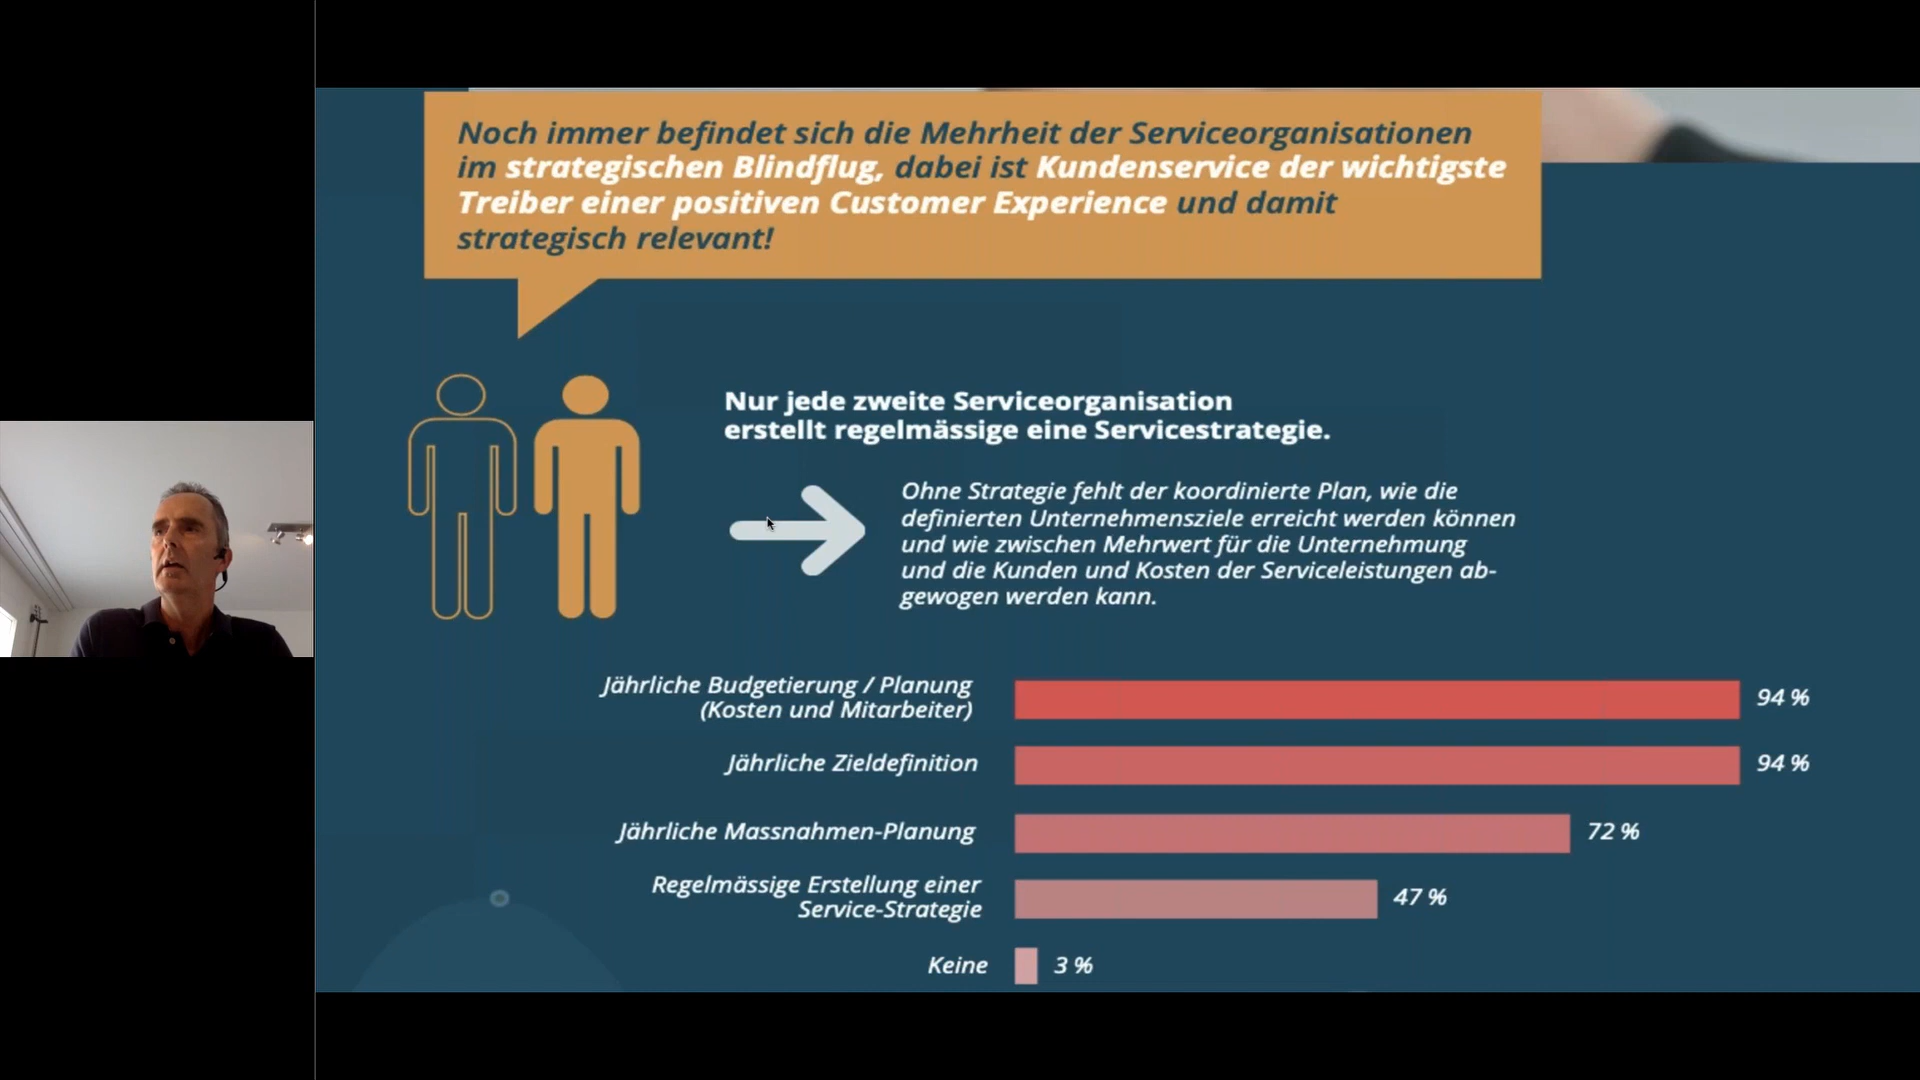 Noch immer befindet sich die Mehrheit der Serviceorganisationen
im strategischen Blindflug, dabei ist Kundenservice der wichtigste
Treiber einer positiven Customer Experience und damit
strategisch relevant!
Nur jede zweite Serviceorganisation
erstellt regelmässige eine Servicestrategie.
Ohne Strategie fehlt der koordinierte Plan, wie die
definierten Unternehmensziele erreicht werden können
und wie zwischen Mehrwert für die Unternehmung
und die Kunden und Kosten der Serviceleistungen ab-
gewogen werden kann.
Jährliche Budgetierung / Planung
(Kosten und Mitarbeiter)
94 %
Jährliche Zieldefinition
94 %
Jährliche Massnahmen-Planung
72 %
Regelmässige Erstellung einer
Service-Strategie
47 %
Keine
3 %